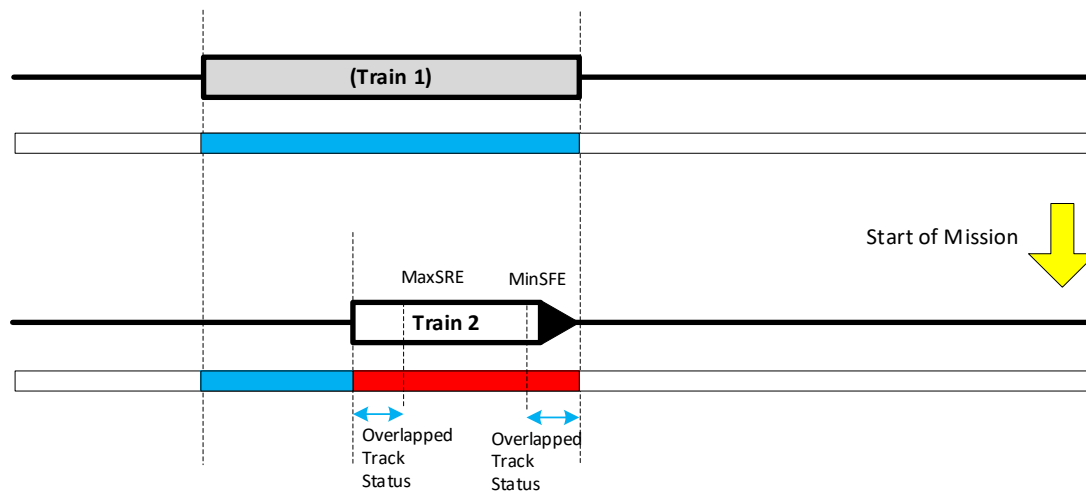 (Train 1)
Start of Mission
MaxSRE
MinSFE
Train 2
Overlapped
Track
Status
Overlapped
Track
Status